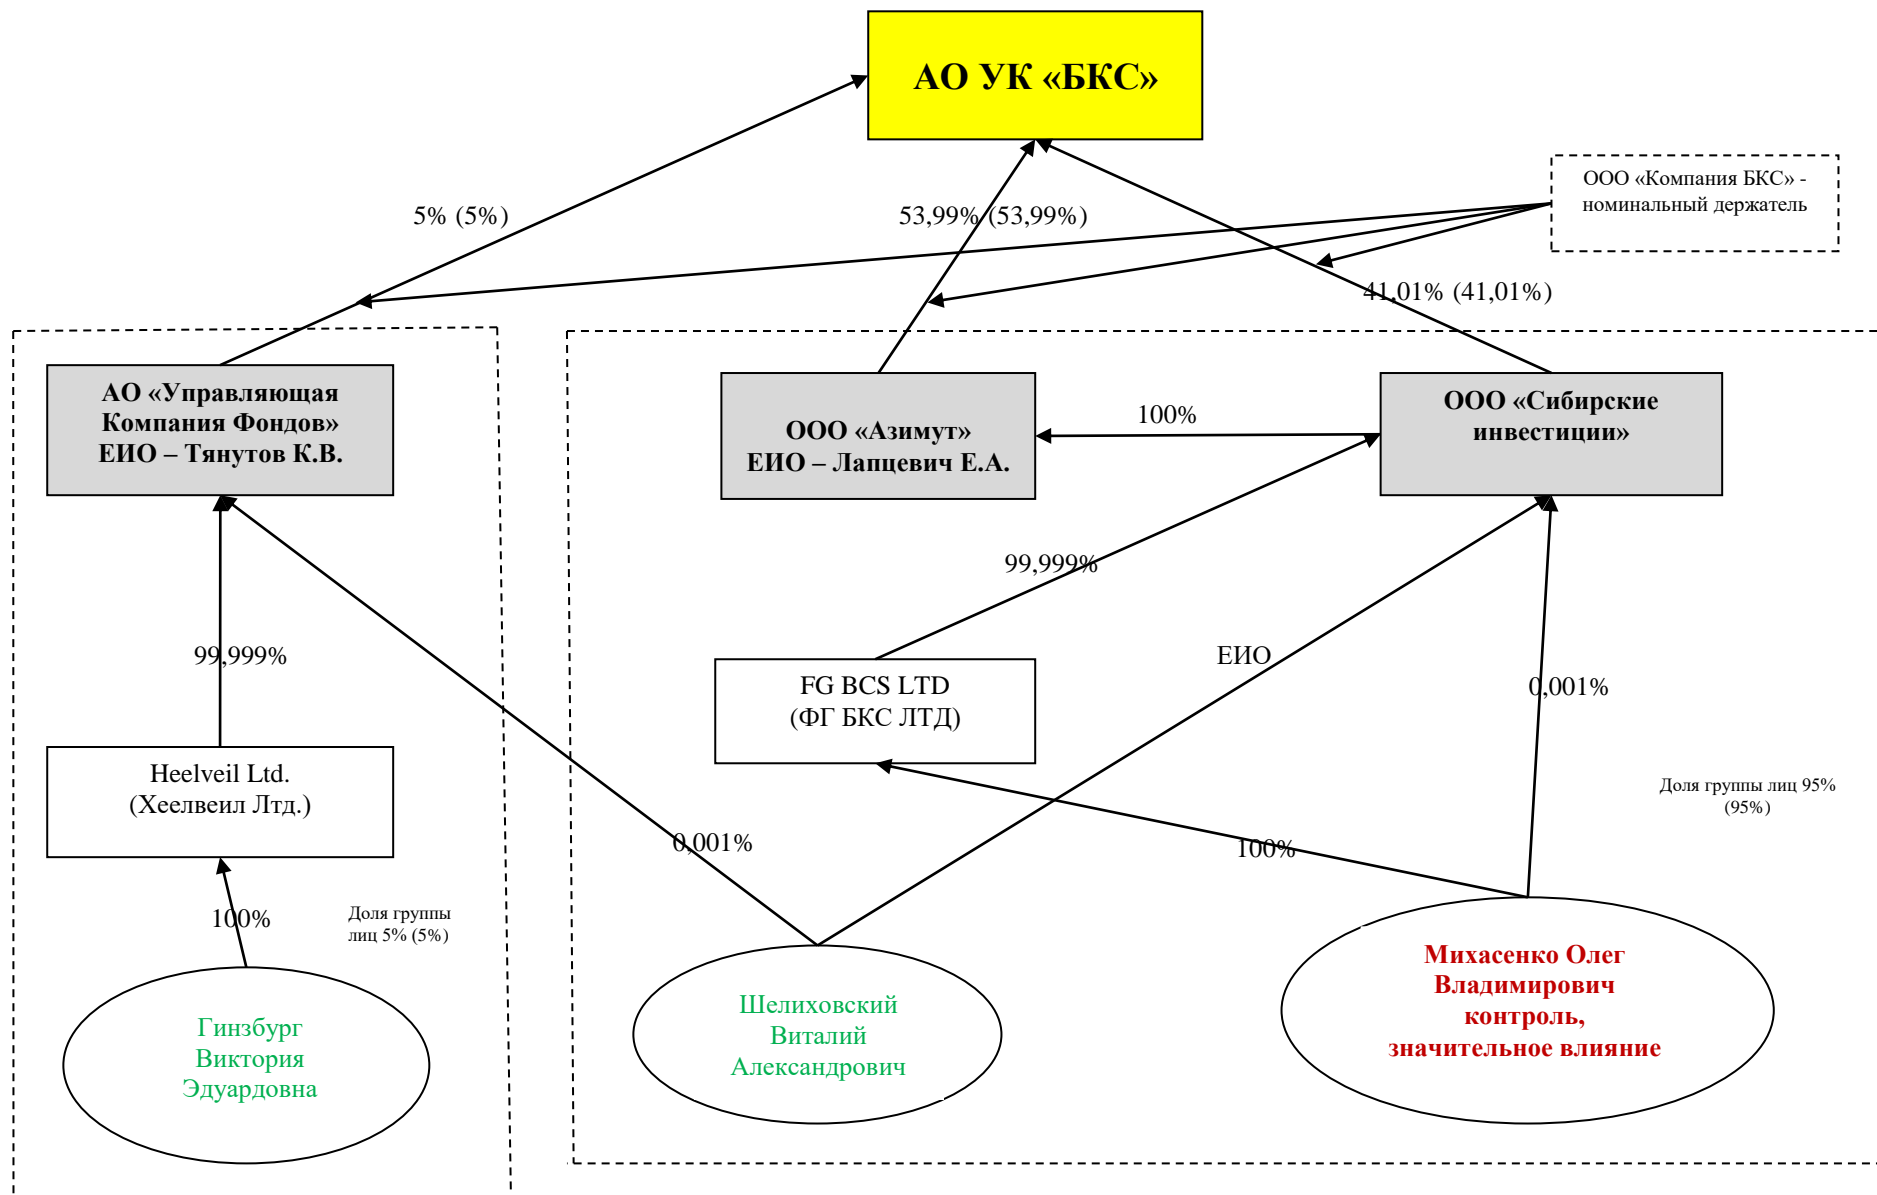 АО УК «БКС»
ООО «Компания БКС» -
номинальный держатель
5% (5%)
53,99% (53,99%)
41,01% (41,01%)
АО «Управляющая
Компания Фондов»
ЕИО – Тянутов К.В.
ООО «Азимут»
ЕИО – Лапцевич Е.А.
100%
ООО «Сибирские
инвестиции»
99,999%
99,999%
ЕИО
0,001%
FG BCS LTD
(ФГ БКС ЛТД)
Heelveil Ltd.
(Хеелвеил Лтд.)
Доля группы лиц 95%
(95%)
0,001%
100%
100%
Доля группы
лиц 5% (5%)
Гинзбург
Виктория
Эдуардовна
Шелиховский
Виталий
Александрович
Михасенко Олег
Владимирович
контроль,
значительное влияние